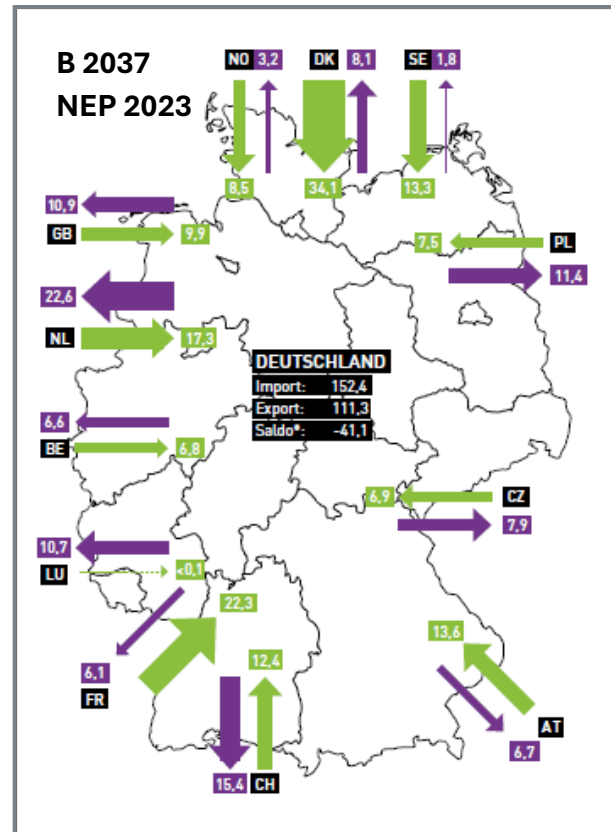 B 2037
NEP 2023
NO 3,2
DK 8,1
SE 1,8
8,5
34,1
13,3
10,9
GB 9,9
7,5 PL
11,4
22,6
NL 17,3
DEUTSCHLAND
Import: 152,4
Export: 111,3
Saldo*: -41,1
6,6
BE 6,8
6,9 CZ
7,9
10,7
LU <0,1
22,3
6,1
FR
12,4
15,4 CH
13,6
AT
6,7